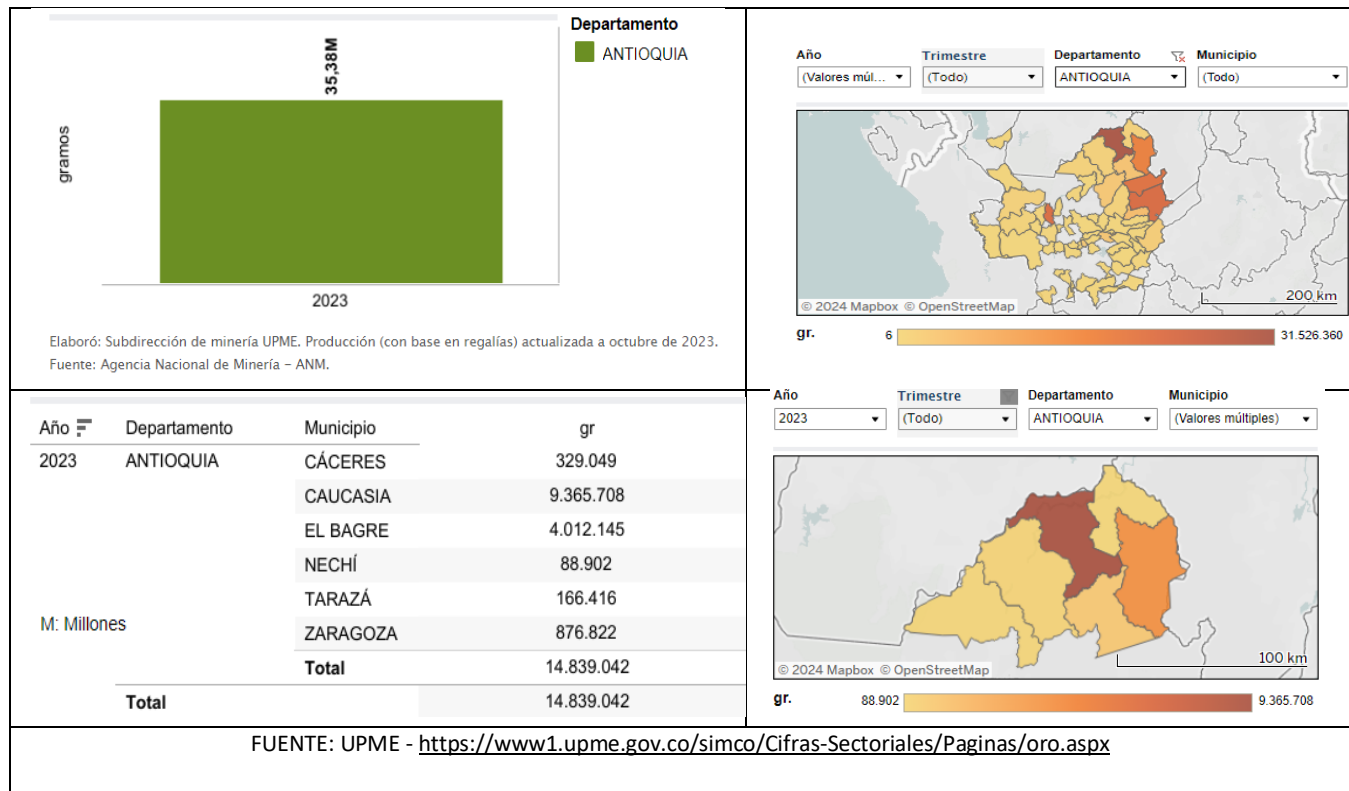 Departamento
ANTIOQUIA
35,38M
gramos
2023
Elaboró: Subdirección de minería UPME. Producción (con base en regalías) actualizada a octubre de 2023.
Fuente: Agencia Nacional de Minería – ANM.
Año Trimestre Departamento Municipio
(Valores múl... (Todo) ANTIOQUIA (Todo)
200 km
© 2024 Mapbox © OpenStreetMap
gr. 6 31.526.360
Año Departamento Municipio gr
2023 ANTIOQUIA CÁCERES 329.049
CAUCASIA 9.365.708
EL BAGRE 4.012.145
NECHÍ 88.902
TARAZÁ 166.416
M: Millones
ZARAGOZA 876.822
Total 14.839.042
Total 14.839.042
Año Trimestre Departamento Municipio
2023 (Todo) ANTIOQUIA (Valores múltiples)
100 km
© 2024 Mapbox © OpenStreetMap
gr. 88.902 9.365.708
FUENTE: UPME - https://www1.upme.gov.co/simco/Cifras-Sectoriales/Paginas/oro.aspx